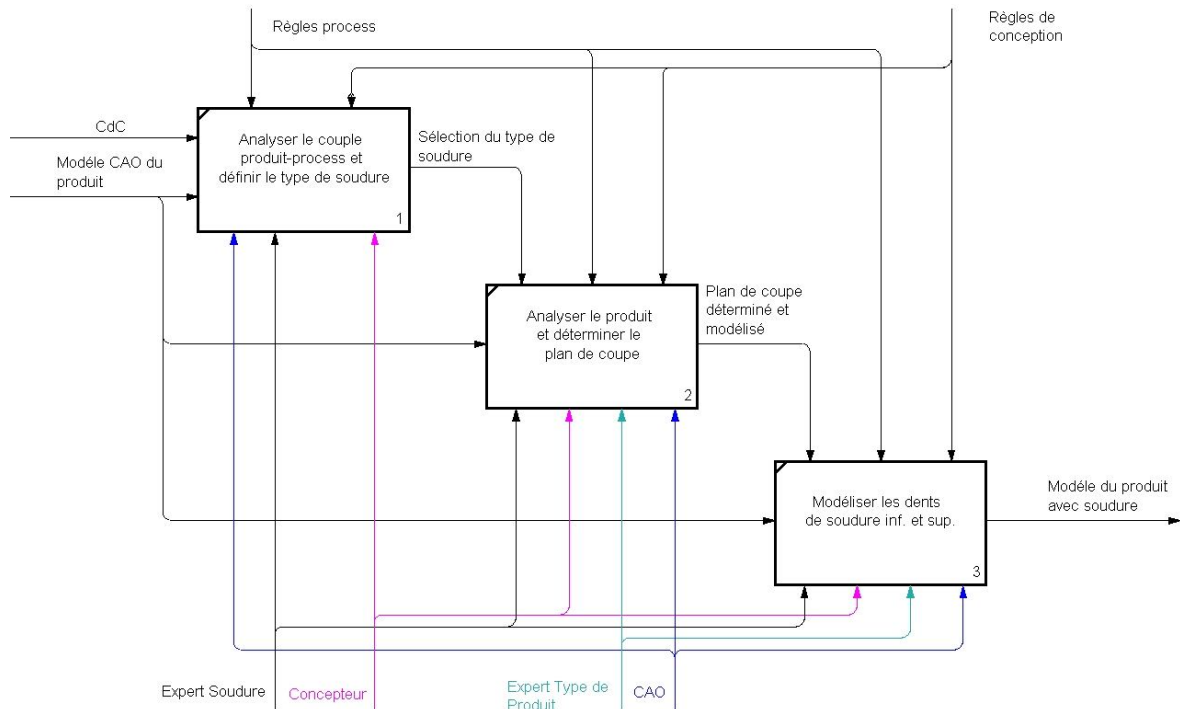 Règles process
Règles de
conception
CdC
Modéle CAO du
produit
Analyser le couple
produit-process et
définir le type de soudure
1
Sélection du type de
soudure
Analyser le produit
et déterminer le
plan de coupe
2
Plan de coupe
déterminé et
modélisé
Modéliser les dents
de soudure inf. et sup.
3
Modéle du produit
avec soudure
Expert Soudure
Concepteur
Expert Type de
Produit
CAO